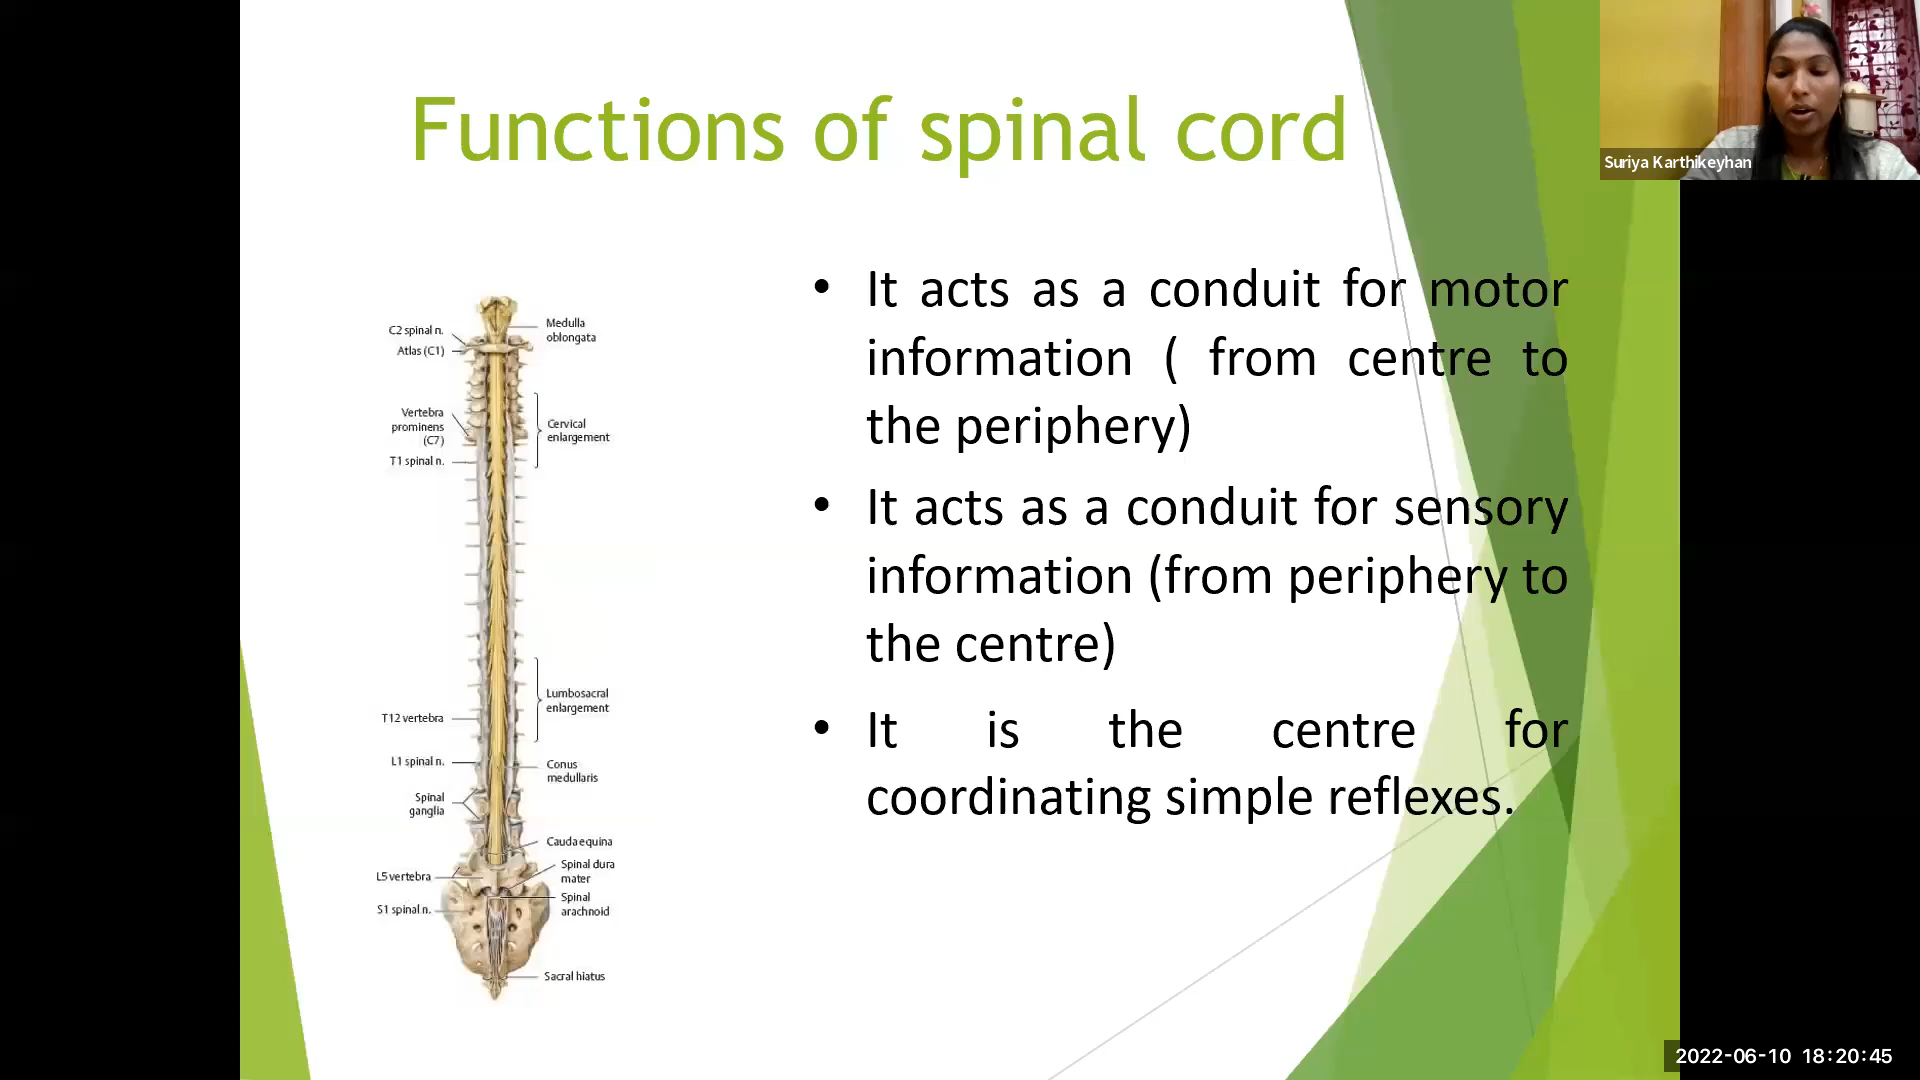 Functions of spinal cord
Suriya Karthikeyhan
• It acts as a conduit for motor
information ( from centre to
the periphery)
• It acts as a conduit for sensory
information (from periphery to
the centre)
• It is the centre for
coordinating simple reflexes.
C2 spinal n.
Atlas (C1)
Vertebra
prominens
(C7)
T1 spinal n.
T12 vertebra
L1 spinal n.
Spinal
ganglia
L5 vertebra
S1 spinal n.
Medulla
oblongata
Cervical
enlargement
Lumbosacral
enlargement
Conus
medullaris
Cauda equina
Spinal dura
mater
Spinal
arachnoid
Sacral hiatus
2022-06-10 18:20:45